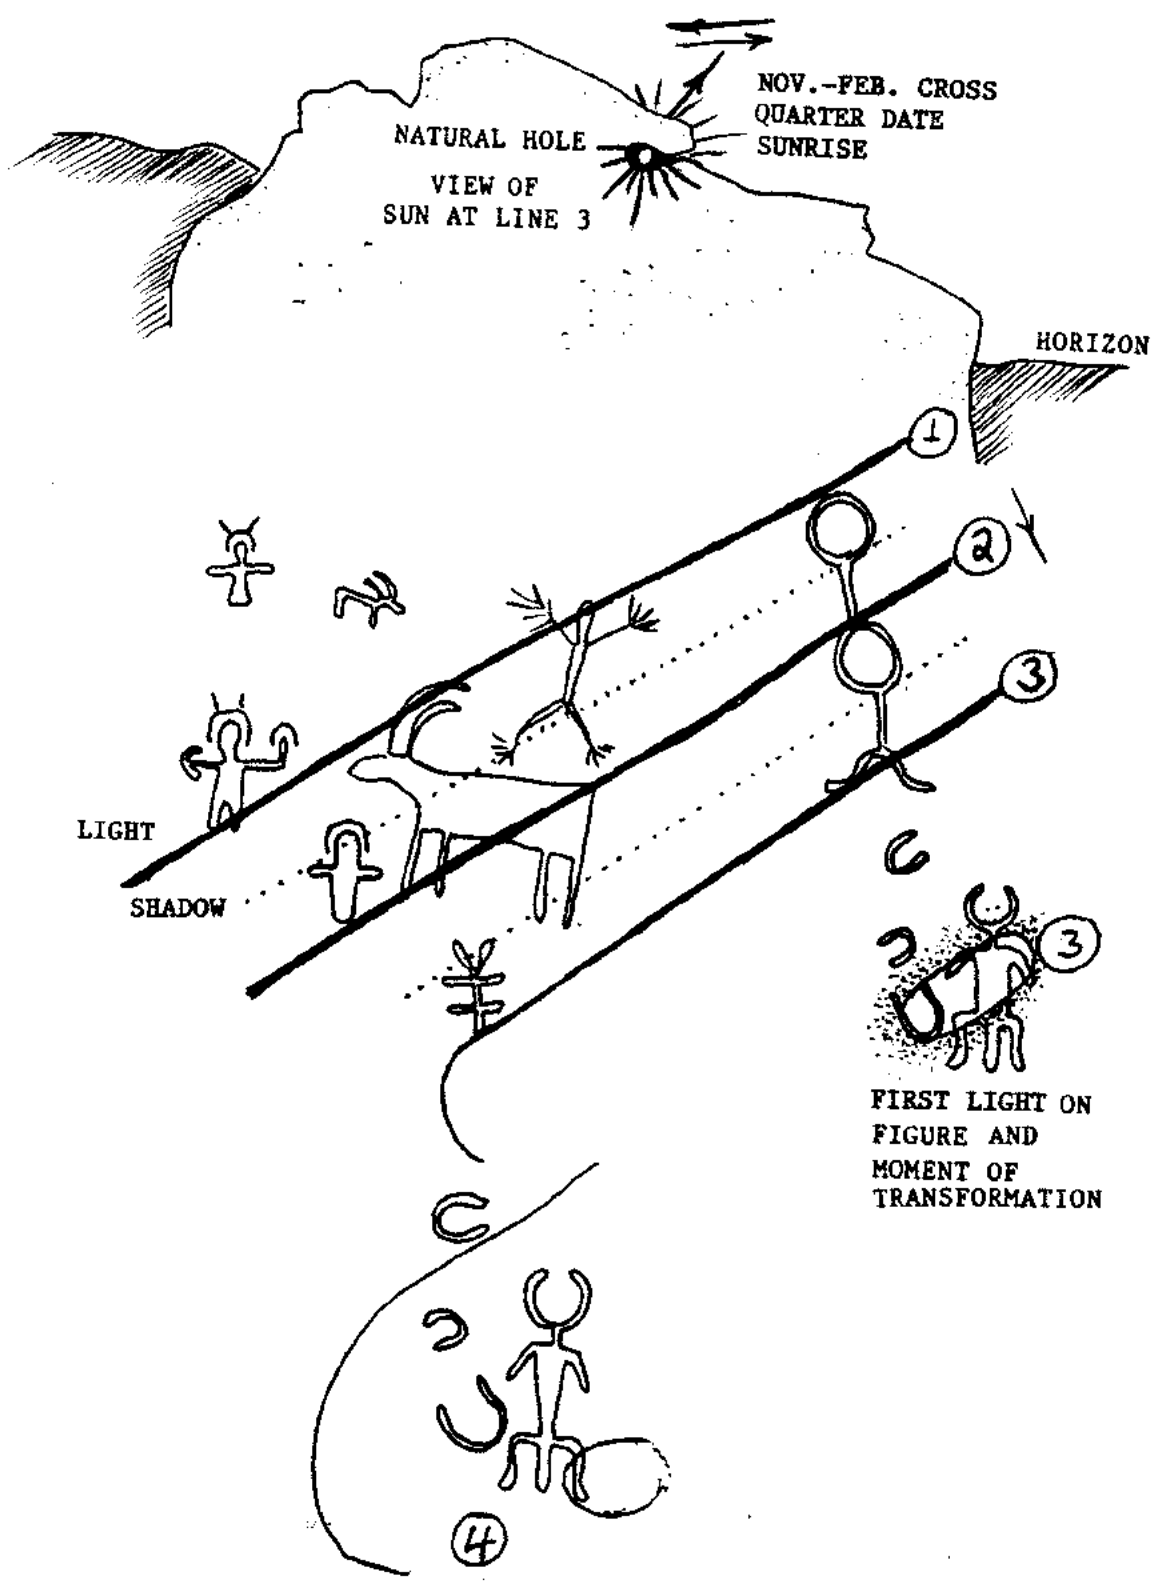 NOV.-FEB. CROSS
QUARTER DATE
SUNRISE
NATURAL HOLE
VIEW OF
SUN AT LINE 3
HORIZON
1
2
3
LIGHT
SHADOW
3
FIRST LIGHT ON
FIGURE AND
MOMENT OF
TRANSFORMATION
4